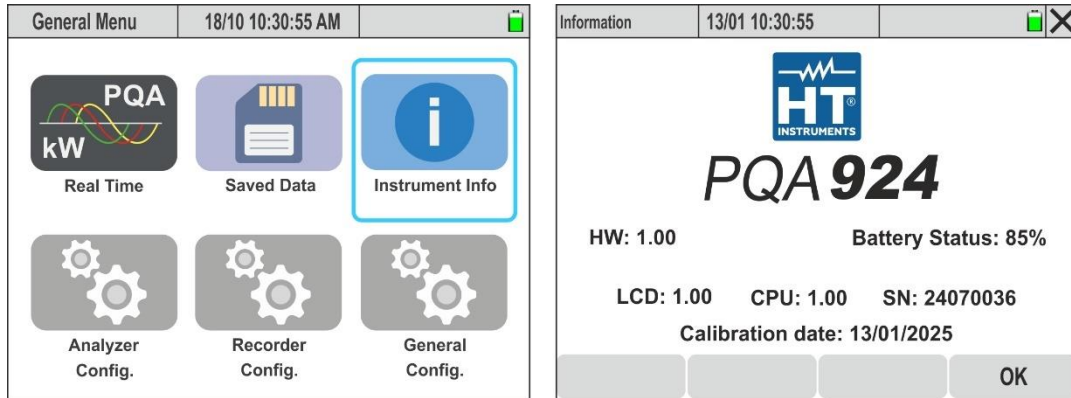 General Menu 18/10 10:30:55 AM
PQA
kW
Real Time Saved Data Instrument Info
Analyzer Recorder General
Config. Config. Config.
Information 13/01 10:30:55
HT®
INSTRUMENTS
PQA 924
HW: 1.00 Battery Status: 85%
LCD: 1.00 CPU: 1.00 SN: 24070036
Calibration date: 13/01/2025
OK